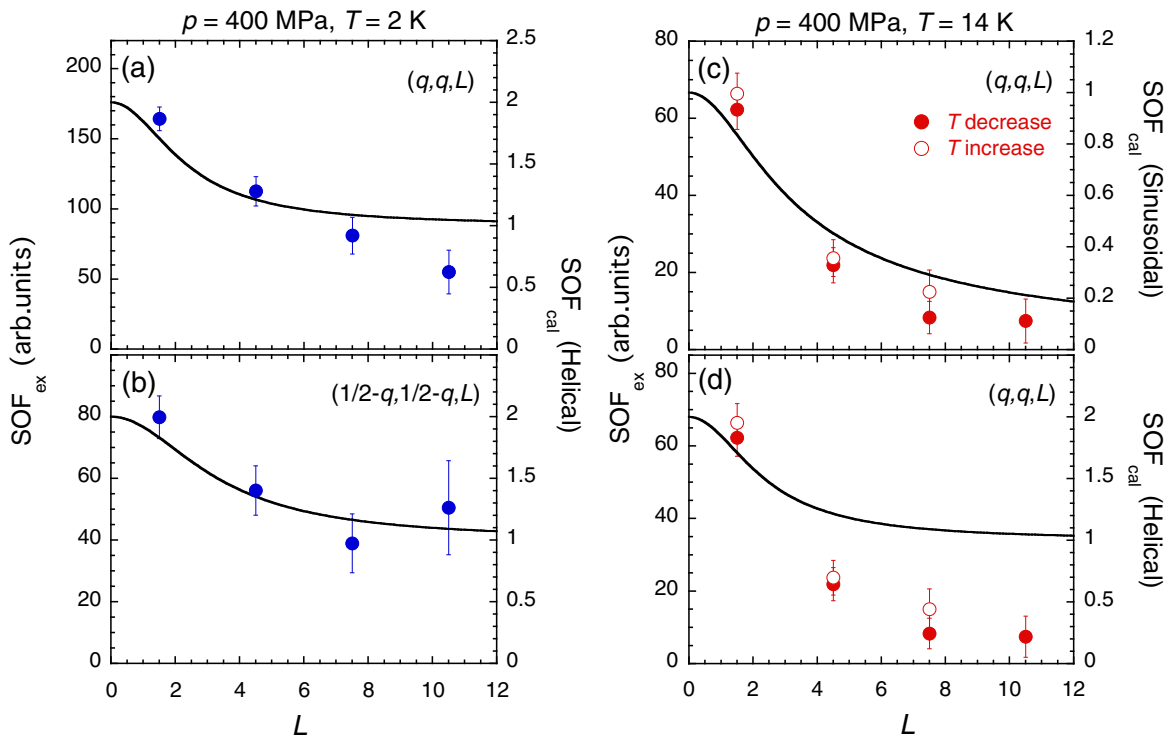 p = 400 MPa, T = 2 K
p = 400 MPa, T = 14 K
(a)
(q,q,L)
200
150
100
50
0
2.5
2
1.5
1
0.5
0
(b)
(1/2-q,1/2-q,L)
80
60
40
20
0
2
1.5
1
0.5
0
0 2 4 6 8 10 12
L
SOFex (arb.units)
SOFcal (Helical)
(c)
(q,q,L)
T decrease
T increase
80
60
40
20
0
1.2
1
0.8
0.6
0.4
0.2
0
SOFcal (Sinusoidal)
(d)
(q,q,L)
80
60
40
20
0
2
1.5
1
0.5
0
0 2 4 6 8 10 12
L
SOFex (arb.units)
SOFcal (Helical)